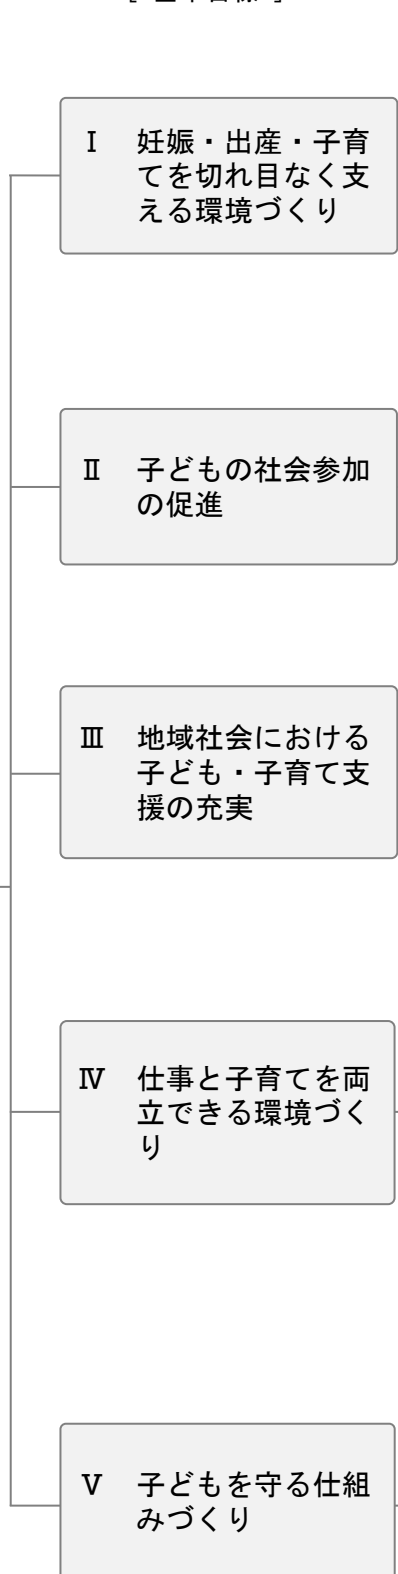 Ⅰ 妊娠・出産・子育
てを切れ目なく支
える環境づくり
Ⅱ 子どもの社会参加
の促進
Ⅲ 地域社会における
子ども・子育て支
援の充実
Ⅳ 仕事と子育てを両
立できる環境づく
り
Ⅴ 子どもを守る仕組
みづくり